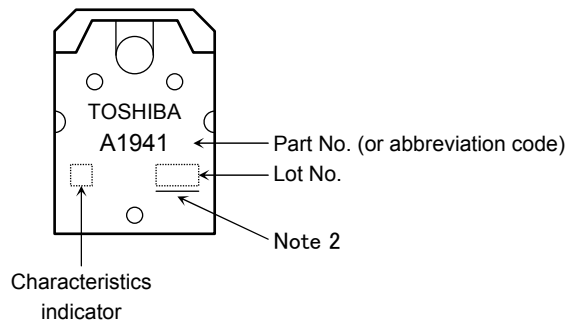 TOSHIBA
A1941
Part No. (or abbreviation code)
Lot No.
Note 2
Characteristics
indicator